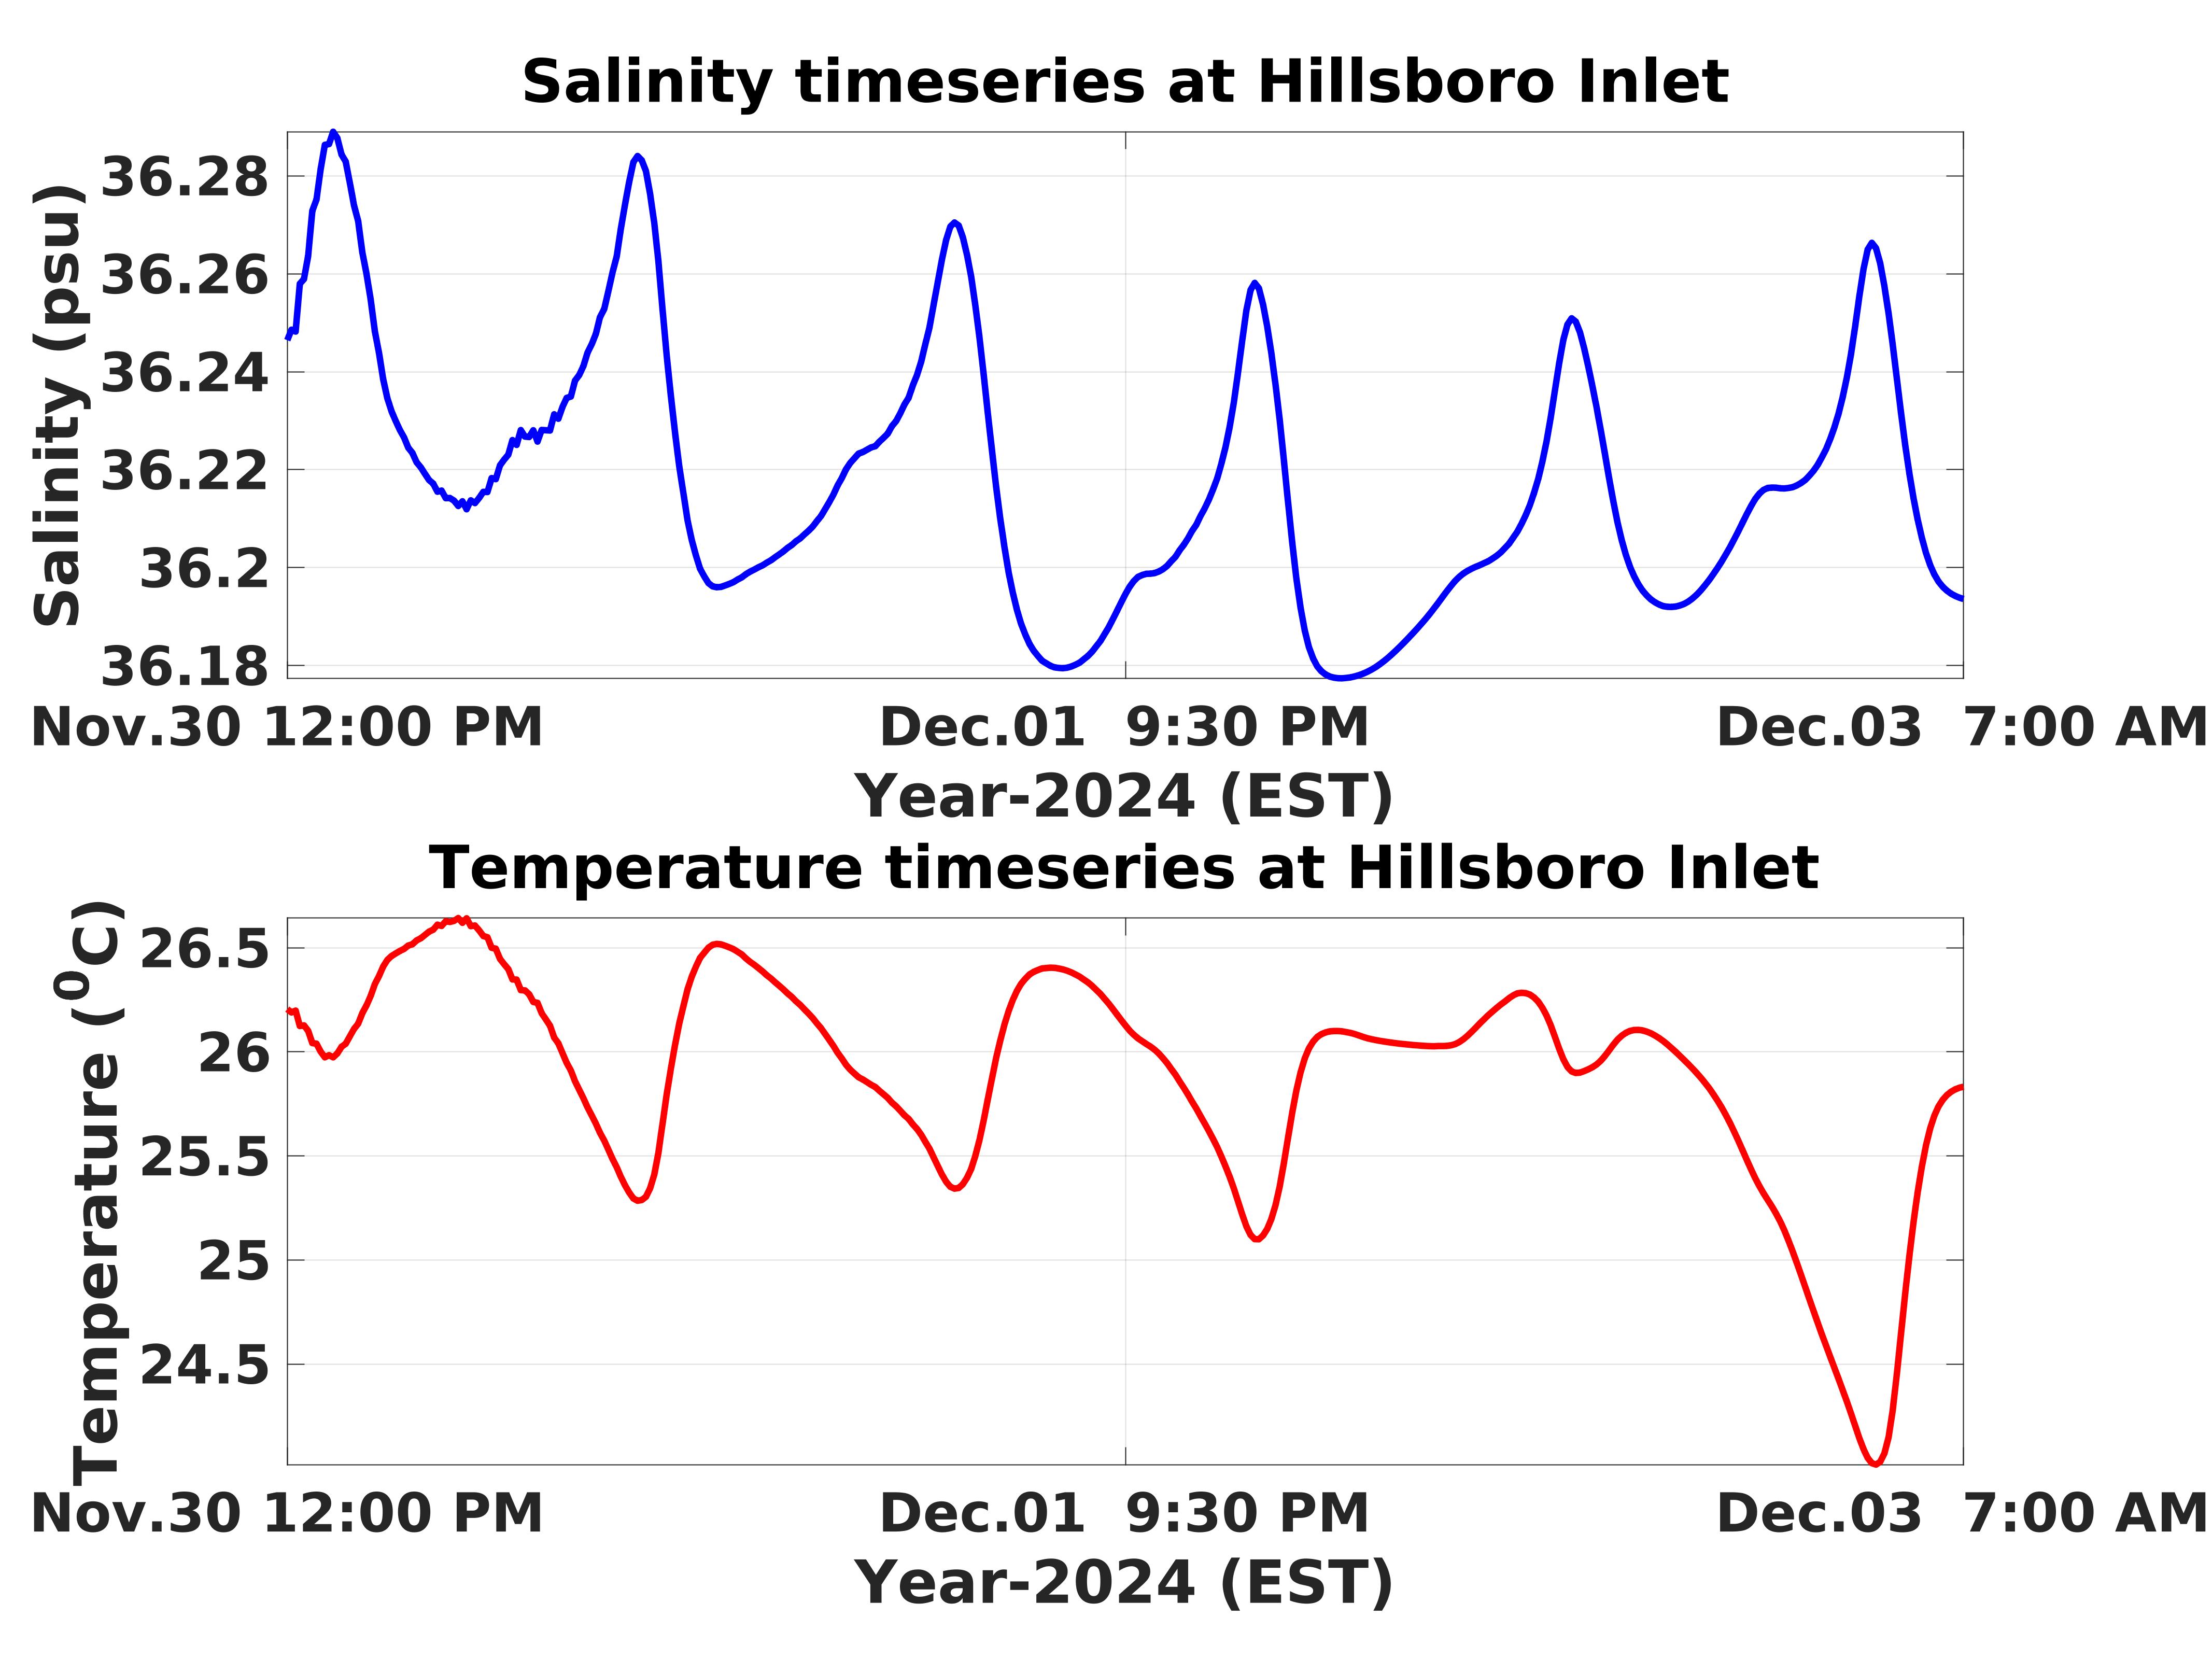 Salinity timeseries at Hillsboro Inlet
Salinity (psu)
36.28
36.26
36.24
36.22
36.2
36.18
Nov.30 12:00 PM
Dec.01  9:30 PM
Dec.03  7:00 AM
Year-2024 (EST)
Temperature timeseries at Hillsboro Inlet
Temperature (⁰C)
26.5
26
25.5
25
24.5
Nov.30 12:00 PM
Dec.01  9:30 PM
Dec.03  7:00 AM
Year-2024 (EST)